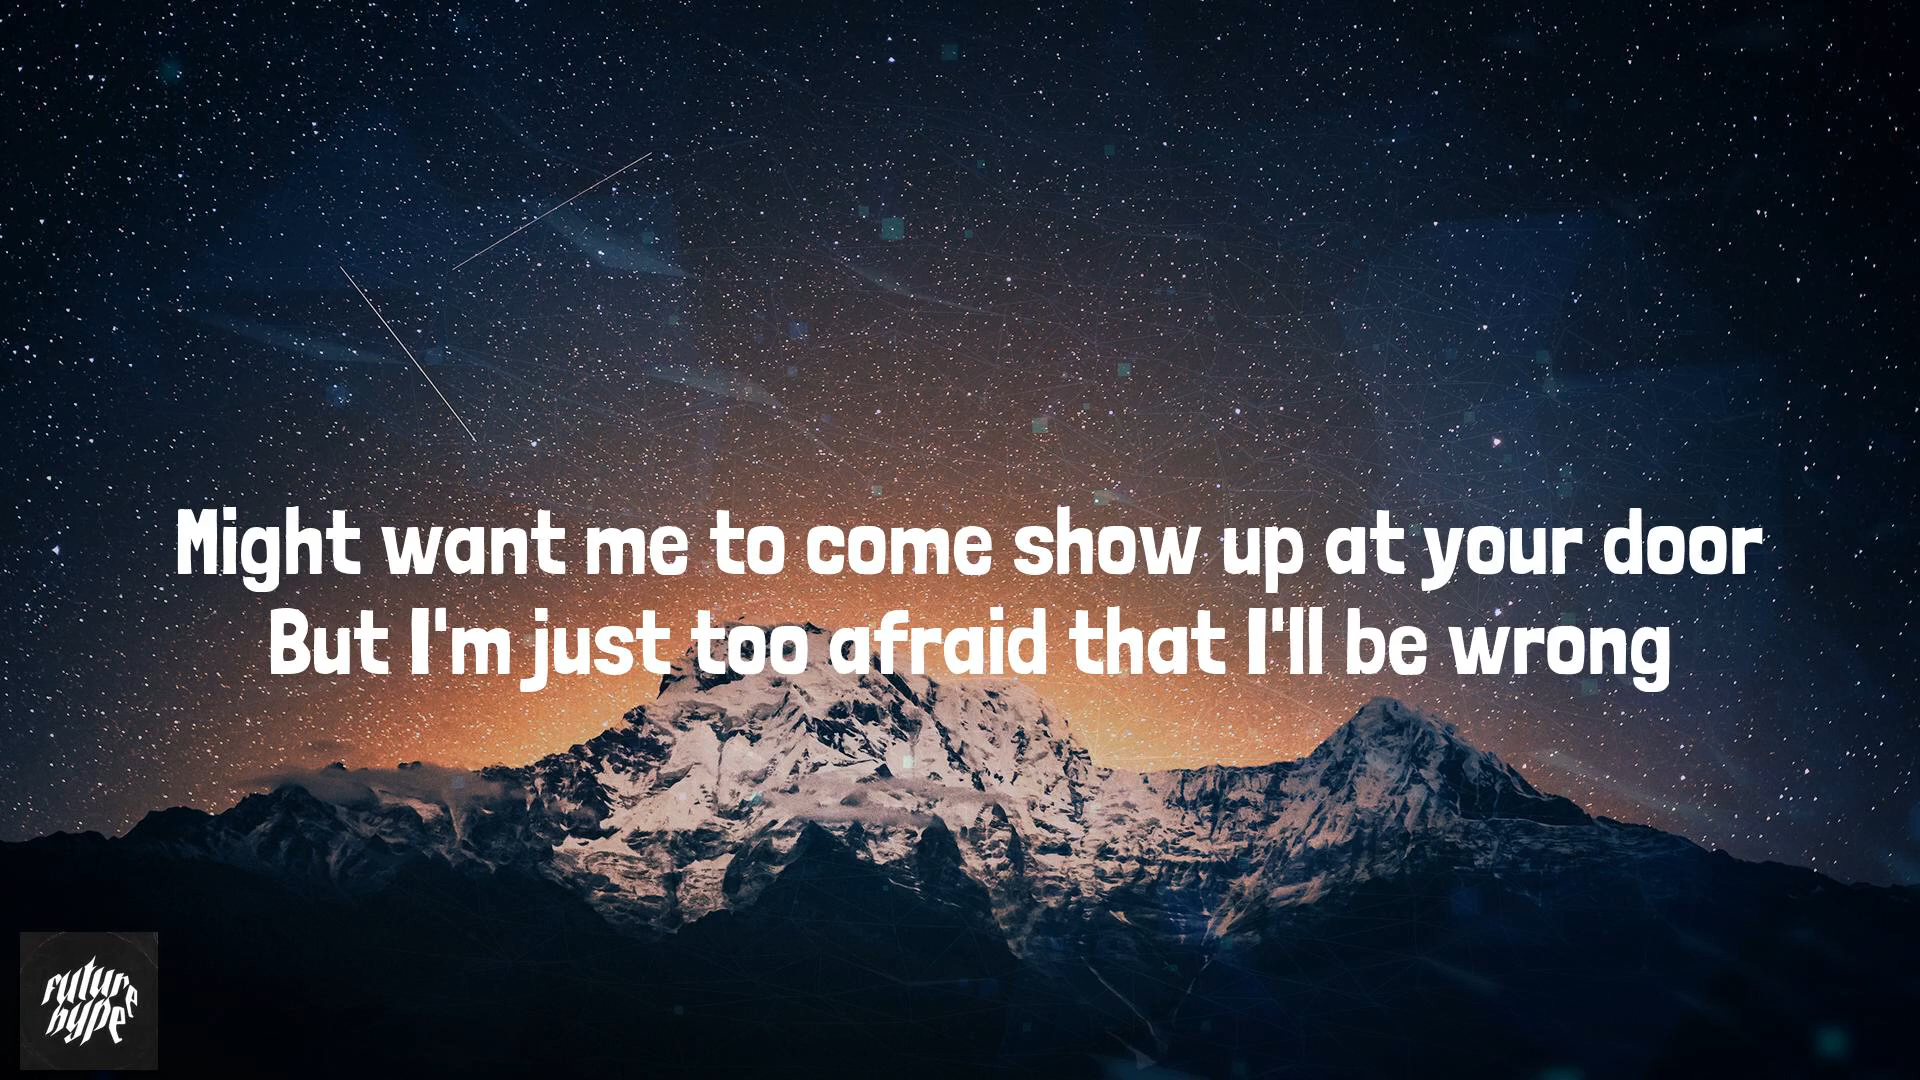 Might want me to come show up at your door
But I'm just too afraid that I'll be wrong
future
hype